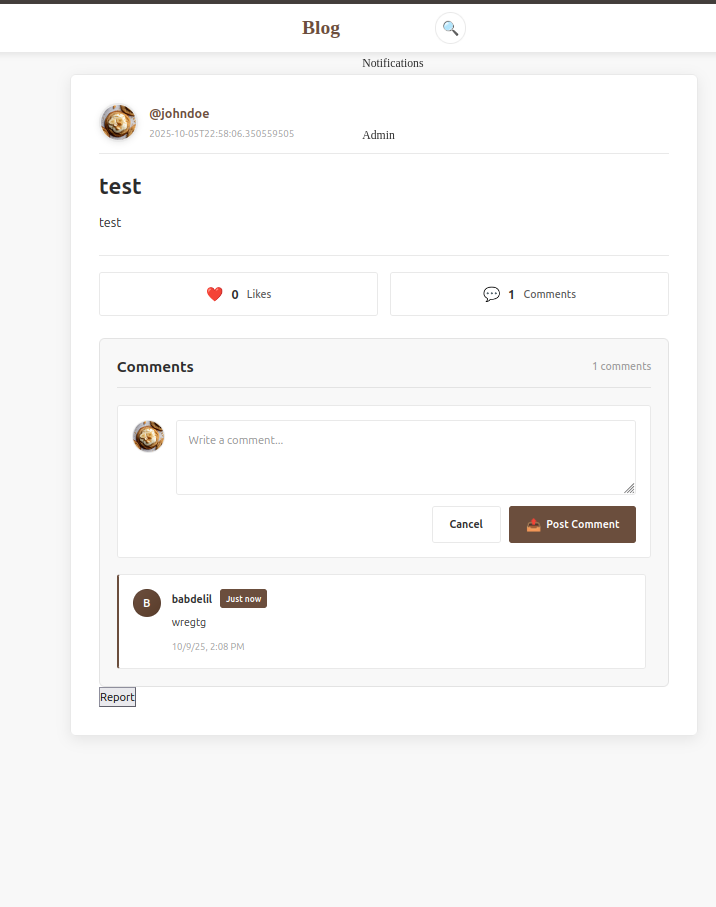 Blog
Notifications
@johndoe
2025-10-05T22:58:06.350559505
Admin
test
test
0 Likes
1 Comments
Comments
1 comments
Write a comment...
Cancel
Post Comment
B
babdelil Just now
wregtg
10/9/25, 2:08 PM
Report